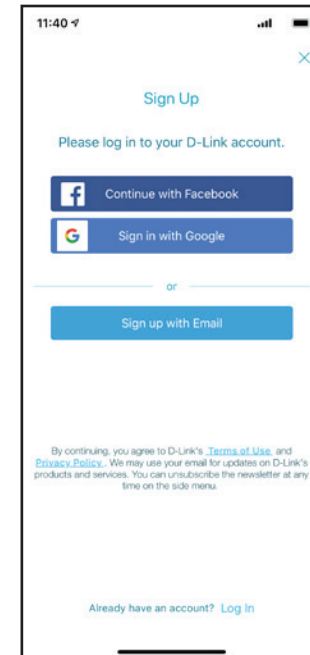 11:40
Sign Up
Please log in to your D-Link account.
Continue with Facebook
Sign in with Google
or
Sign up with Email
By continuing, you agree to D-Link's Terms of Use and
Privacy Policy. We may use your email for updates on D-Link's
products and services. You can unsubscribe the newsletter at any
time on the side menu.
Already have an account? Log In